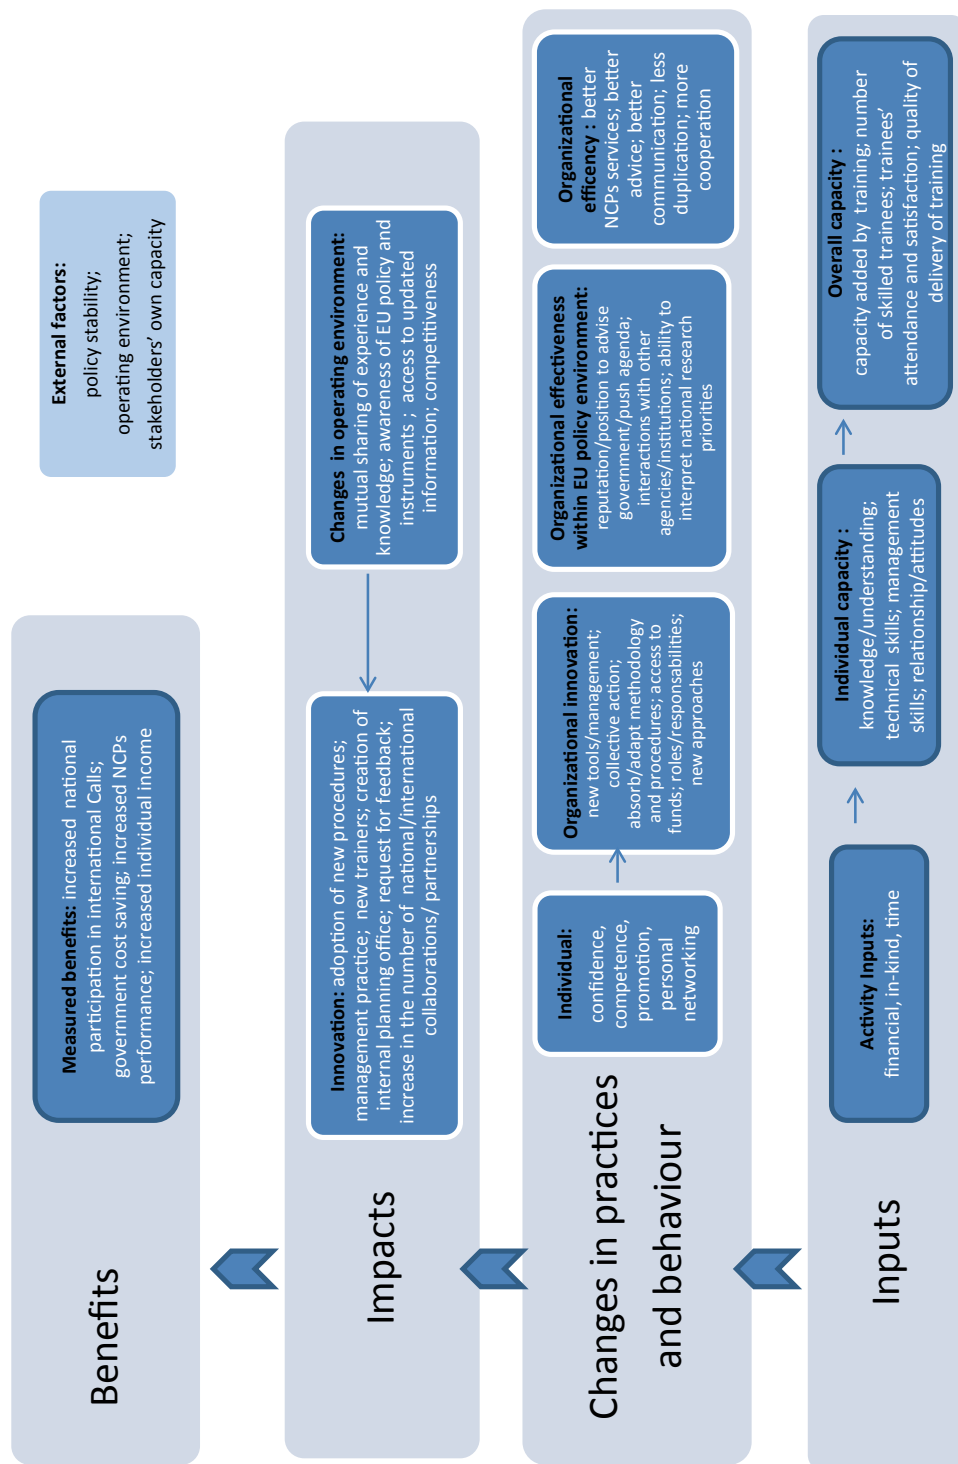 Benefits
Measured benefits: increased national
participation in international Calls;
government cost saving; increased NCPs
performance; increased individual income
External factors:
policy stability;
operating environment;
stakeholders’ own capacity
Impacts
Innovation: adoption of new procedures;
management practice; new trainers; creation of
internal planning office; request for feedback;
increase in the number of national/international
collaborations/ partnerships
Changes in operating environment:
mutual sharing of experience and
knowledge; awareness of EU policy and
instruments ; access to updated
information; competitiveness
Changes in practices
and behaviour
Individual:
confidence,
competence,
promotion,
personal
networking
Organizational innovation:
new tools/management;
collective action;
absorb/adapt methodology
and procedures; access to
funds; roles/responsabilities;
new approaches
Organizational effectiveness
within EU policy environment:
reputation/position to advise
government/push agenda;
interactions with other
agencies/institutions; ability to
interpret national research
priorities
Organizational
efficency : better
NCPs services; better
advice; better
communication; less
duplication; more
cooperation
Inputs
Activity Inputs:
financial, in-kind, time
Individual capacity :
knowledge/understanding;
technical skills; management
skills; relationship/attitudes
Overall capacity :
capacity added by training; number
of skilled trainees; trainees’
attendance and satisfaction; quality of
delivery of training